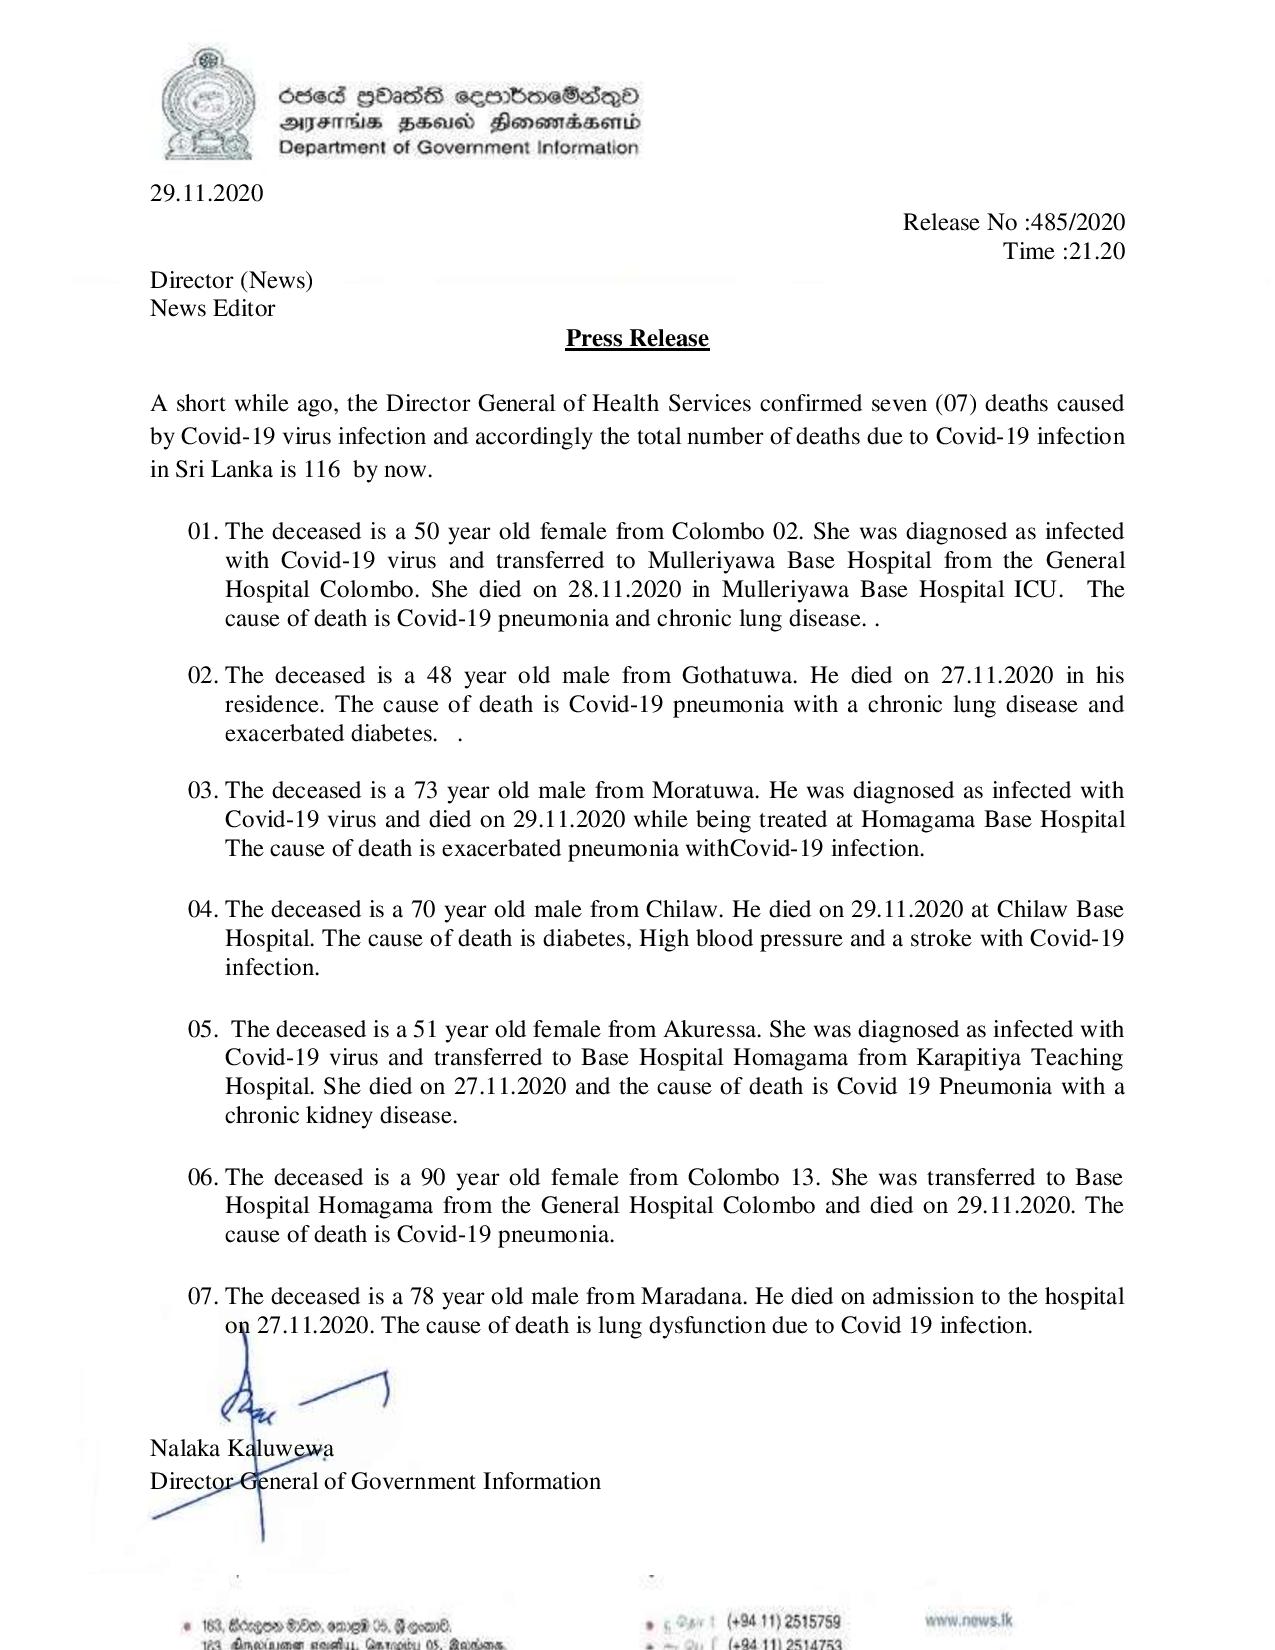 රජයේ ප්‍රවෘත්ති දෙපාර්තමේන්තුව
அரசாங்க தகவல் திணைக்களம்
Department of Government Information
29.11.2020
Release No :485/2020
Time :21.20
Director (News)
News Editor
Press Release
A short while ago, the Director General of Health Services confirmed seven (07) deaths caused
by Covid-19 virus infection and accordingly the total number of deaths due to Covid-19 infection
in Sri Lanka is 116  by now.
01. The deceased is a 50 year old female from Colombo 02. She was diagnosed as infected
with Covid-19 virus and transferred to Mulleriyawa Base Hospital from the General
Hospital Colombo. She died on 28.11.2020 in Mulleriyawa Base Hospital ICU.  The
cause of death is Covid-19 pneumonia and chronic lung disease. .
02. The deceased is a 48 year old male from Gothatuwa. He died on 27.11.2020 in his
residence. The cause of death is Covid-19 pneumonia with a chronic lung disease and
exacerbated diabetes.   .
03. The deceased is a 73 year old male from Moratuwa. He was diagnosed as infected with
Covid-19 virus and died on 29.11.2020 while being treated at Homagama Base Hospital
The cause of death is exacerbated pneumonia withCovid-19 infection.
04. The deceased is a 70 year old male from Chilaw. He died on 29.11.2020 at Chilaw Base
Hospital. The cause of death is diabetes, High blood pressure and a stroke with Covid-19
infection.
05.  The deceased is a 51 year old female from Akuressa. She was diagnosed as infected with
Covid-19 virus and transferred to Base Hospital Homagama from Karapitiya Teaching
Hospital. She died on 27.11.2020 and the cause of death is Covid 19 Pneumonia with a
chronic kidney disease.
06. The deceased is a 90 year old female from Colombo 13. She was transferred to Base
Hospital Homagama from the General Hospital Colombo and died on 29.11.2020. The
cause of death is Covid-19 pneumonia.
07. The deceased is a 78 year old male from Maradana. He died on admission to the hospital
on 27.11.2020. The cause of death is lung dysfunction due to Covid 19 infection.
Nalaka Kaluwewa
Director General of Government Information
163, කිරුළපන මාවත, කොළඹ 05, ශ්‍රී ලංකාව.
(+94 11) 2515759
www.news.lk
163, கொழும்பு 05, இலங்கை.
(+94 11) 2514753